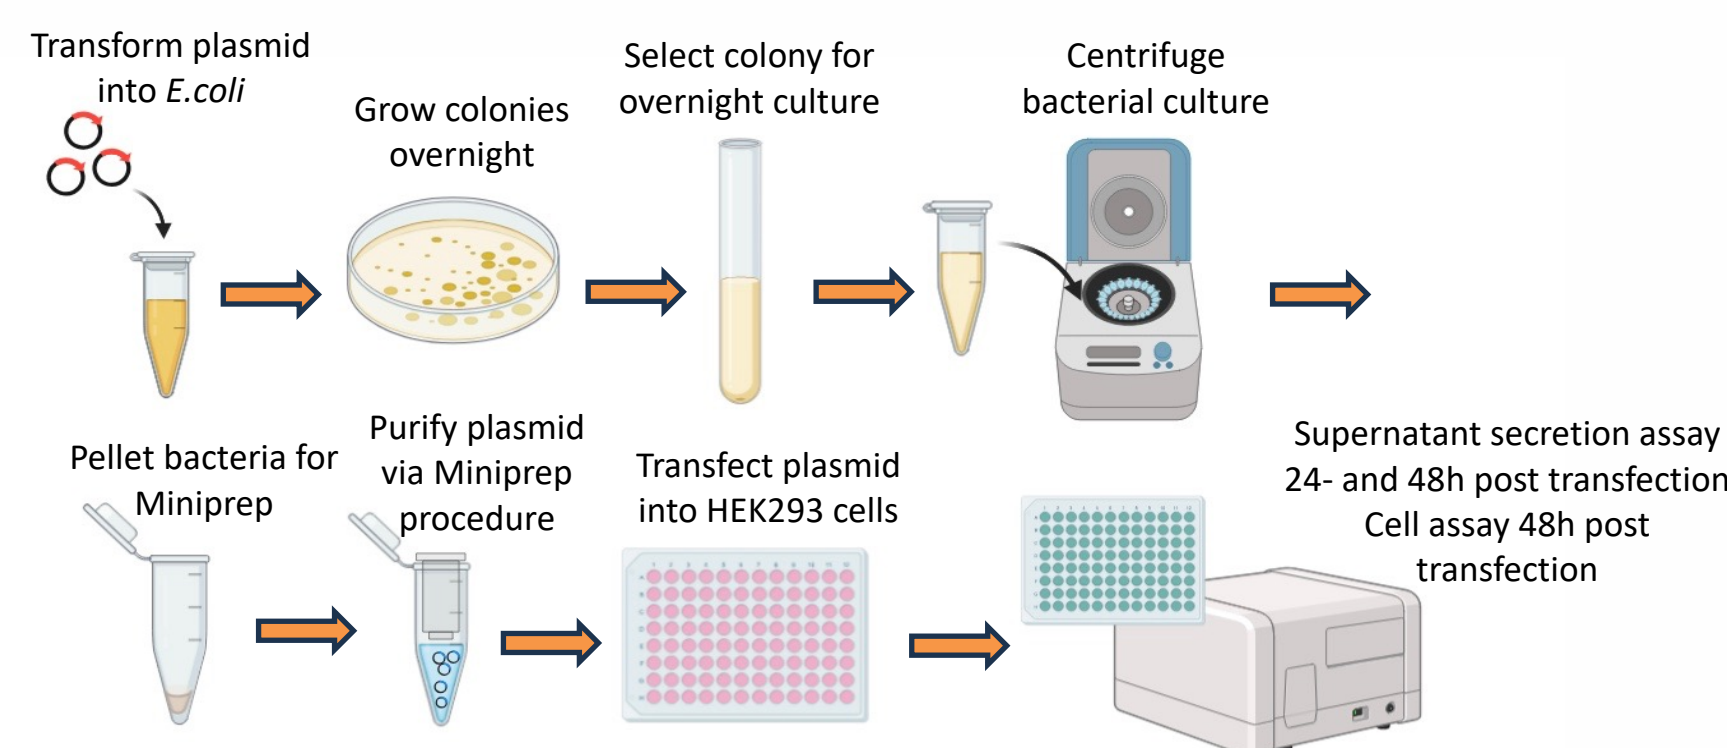 Transform plasmid
into E.coli
Grow colonies
overnight
Select colony for
overnight culture
Centrifuge
bacterial culture
Pellet bacteria for
Miniprep
Purify plasmid
via Miniprep
procedure
Transfect plasmid
into HEK293 cells
Supernatant secretion assay
24- and 48h post transfection
Cell assay 48h post
transfection